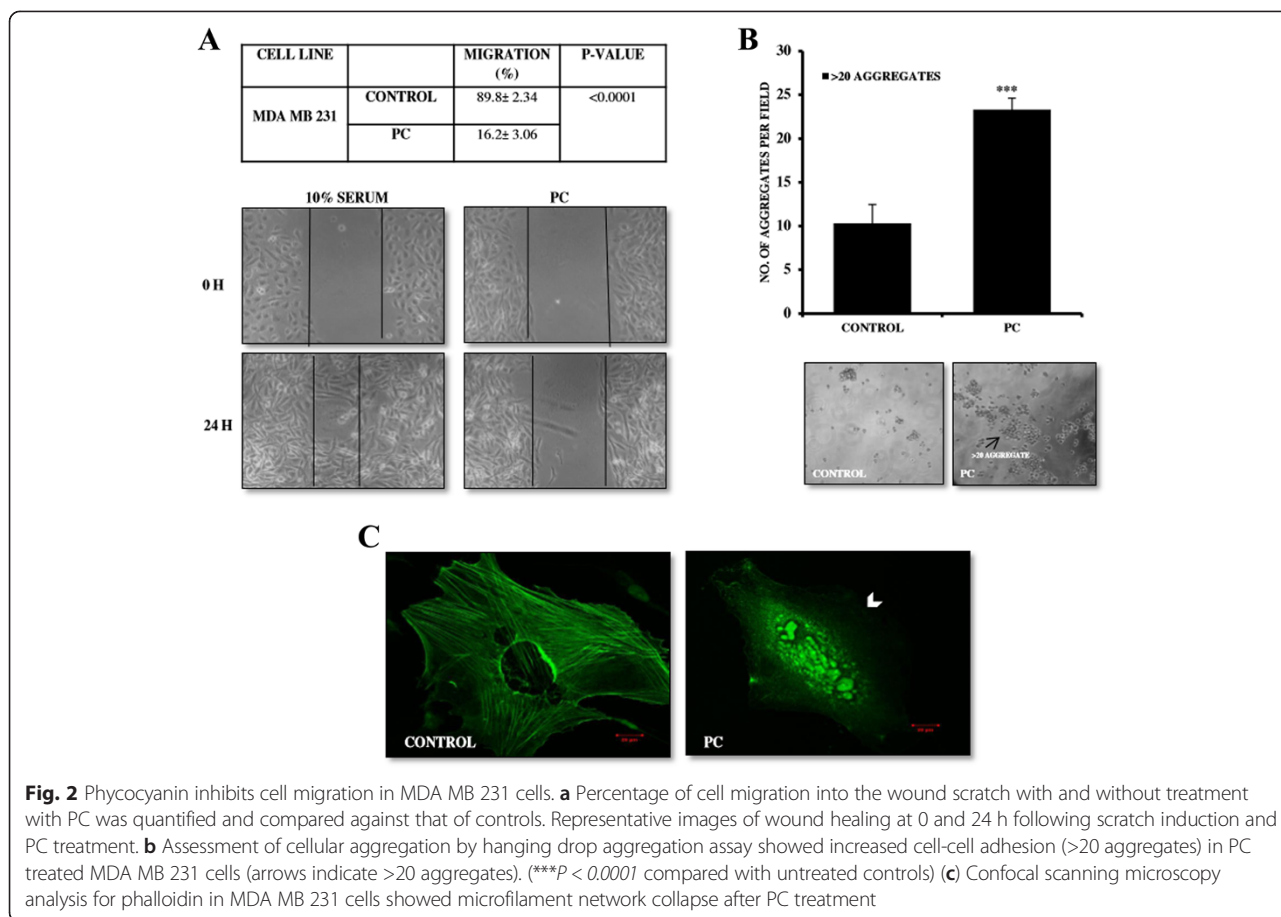 A
CELL LINE MIGRATION (%) P-VALUE
MDA MB 231 CONTROL 89.8± 2.34 <0.0001
PC 16.2± 3.06
10% SERUM PC
0 H
24 H
B
30
25
20
15
10
5
0
NO. OF AGGREGATES PER FIELD
>20 AGGREGATES
***
CONTROL PC
>20 AGGREGATE
CONTROL PC
C
CONTROL PC
Fig. 2 Phycocyanin inhibits cell migration in MDA MB 231 cells. a Percentage of cell migration into the wound scratch with and without treatment
with PC was quantified and compared against that of controls. Representative images of wound healing at 0 and 24 h following scratch induction and
PC treatment. b Assessment of cellular aggregation by hanging drop aggregation assay showed increased cell-cell adhesion (>20 aggregates) in PC
treated MDA MB 231 cells (arrows indicate >20 aggregates). (***P < 0.0001 compared with untreated controls) (c) Confocal scanning microscopy
analysis for phalloidin in MDA MB 231 cells showed microfilament network collapse after PC treatment